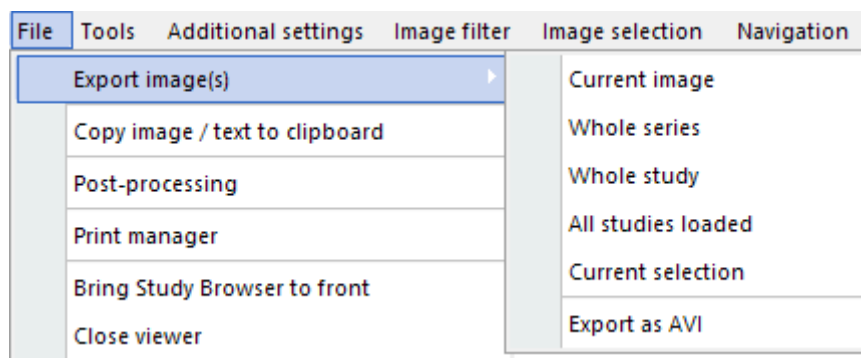 File Tools Additional settings Image filter Image selection Navigation
Export image(s)
Copy image / text to clipboard
Post-processing
Print manager
Bring Study Browser to front
Close viewer
Current image
Whole series
Whole study
All studies loaded
Current selection
Export as AVI